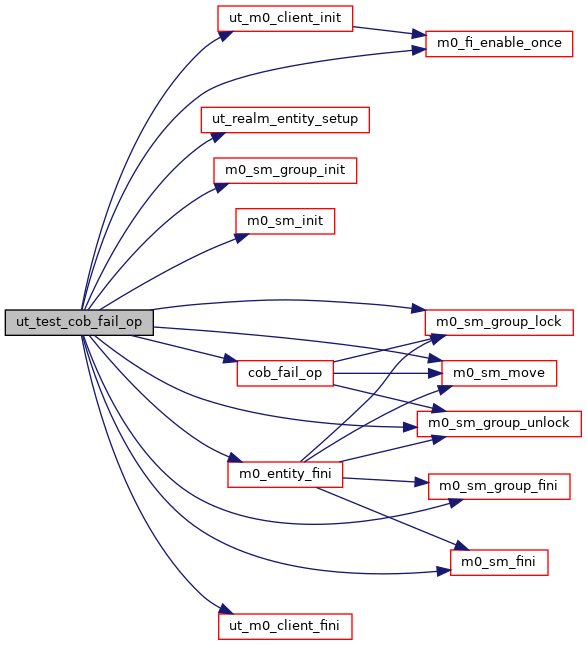 ut_m0_client_init
m0_fi_enable_once
ut_realm_entity_setup
m0_sm_group_init
m0_sm_init
ut_test_cob_fail_op
m0_sm_group_lock
cob_fail_op
m0_sm_move
m0_sm_group_unlock
m0_entity_fini
m0_sm_group_fini
m0_sm_fini
ut_m0_client_fini